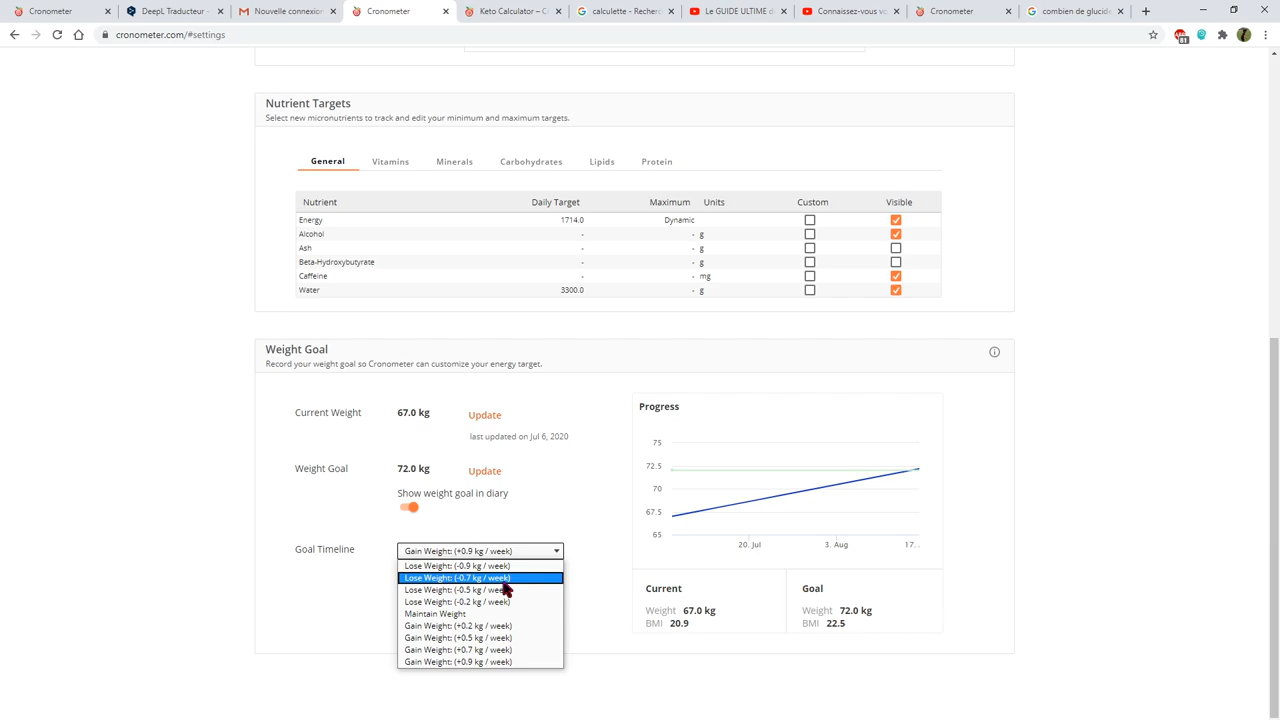 Cronometer
DeepL Traducteur –
Nouvelle connexion
Cronometer
Keto Calculator – C
calculette - Recher
Le GUIDE ULTIME d
Connaissez-vous v
Cronometer
combien de glucide
cronometer.com/#settings
Nutrient Targets
Select new micronutrients to track and edit your minimum and maximum targets.
General Vitamins Minerals Carbohydrates Lipids Protein
Nutrient Daily Target Maximum Units Custom Visible
Energy 1714.0 Dynamic
Alcohol - - g
Ash - - g
Beta-Hydroxybutyrate - - g
Caffeine - - mg
Water 3300.0 - g
Weight Goal
Record your weight goal so Cronometer can customize your energy target.
Current Weight 67.0 kg Update
last updated on Jul 6, 2020
Weight Goal 72.0 kg Update
Show weight goal in diary
Goal Timeline Gain Weight: (+0.9 kg / week)
Lose Weight: (-0.9 kg / week)
Lose Weight: (-0.7 kg / week)
Lose Weight: (-0.5 kg / week)
Lose Weight: (-0.2 kg / week)
Maintain Weight
Gain Weight: (+0.2 kg / week)
Gain Weight: (+0.5 kg / week)
Gain Weight: (+0.7 kg / week)
Gain Weight: (+0.9 kg / week)
Progress
75
72.5
70
67.5
65
20. Jul 3. Aug 17. .
Current Goal
Weight 67.0 kg Weight 72.0 kg
BMI 20.9 BMI 22.5